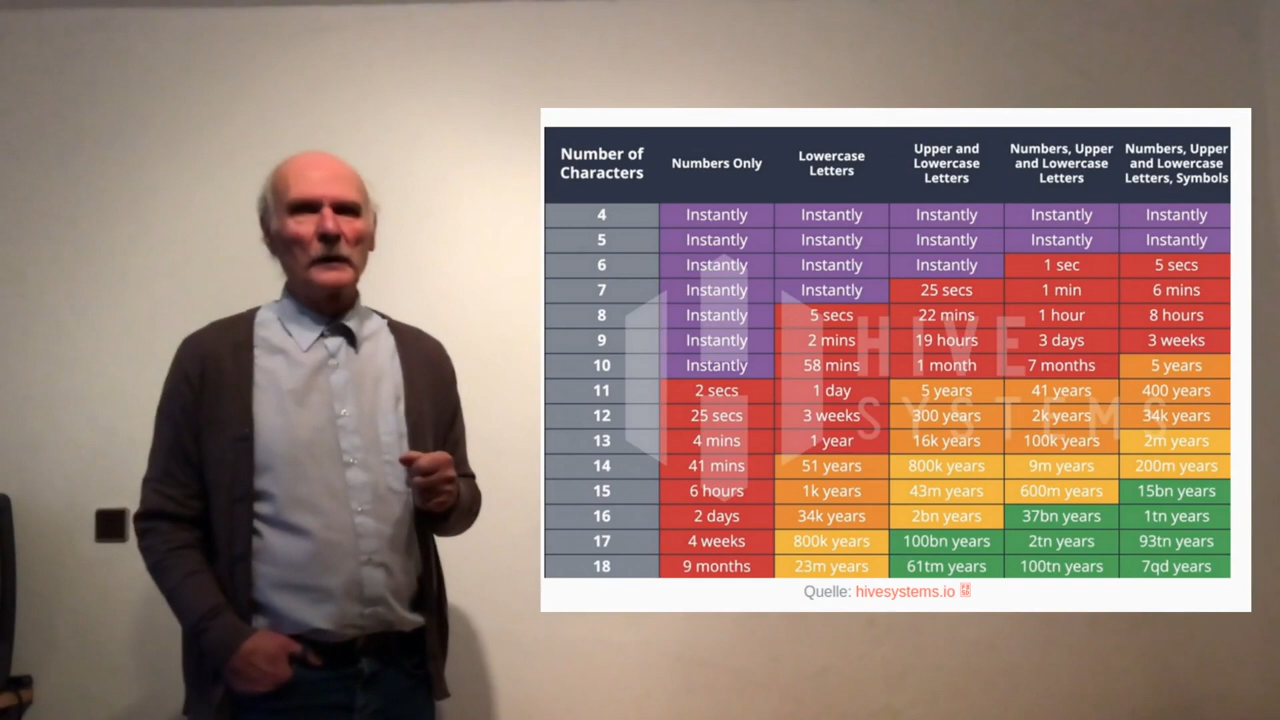 Number of Characters Numbers Only Lowercase Letters Upper and Lowercase Letters Numbers, Upper and Lowercase Letters Numbers, Upper and Lowercase Letters, Symbols
4 Instantly Instantly Instantly Instantly Instantly
5 Instantly Instantly Instantly Instantly Instantly
6 Instantly Instantly Instantly 1 sec 5 secs
7 Instantly Instantly 25 secs 1 min 6 mins
8 Instantly 5 secs 22 mins 1 hour 8 hours
9 Instantly 2 mins 19 hours 3 days 3 weeks
10 Instantly 58 mins 1 month 7 months 5 years
11 2 secs 1 day 5 years 41 years 400 years
12 25 secs 3 weeks 300 years 2k years 34k years
13 4 mins 1 year 16k years 100k years 2m years
14 41 mins 51 years 800k years 9m years 200m years
15 6 hours 1k years 43m years 600m years 15bn years
16 2 days 34k years 2bn years 37bn years 1tn years
17 4 weeks 800k years 100bn years 2tn years 93tn years
18 9 months 23m years 61tm years 100tn years 7qd years
HIVE
SYSTEMS
Quelle: hivesystems.io